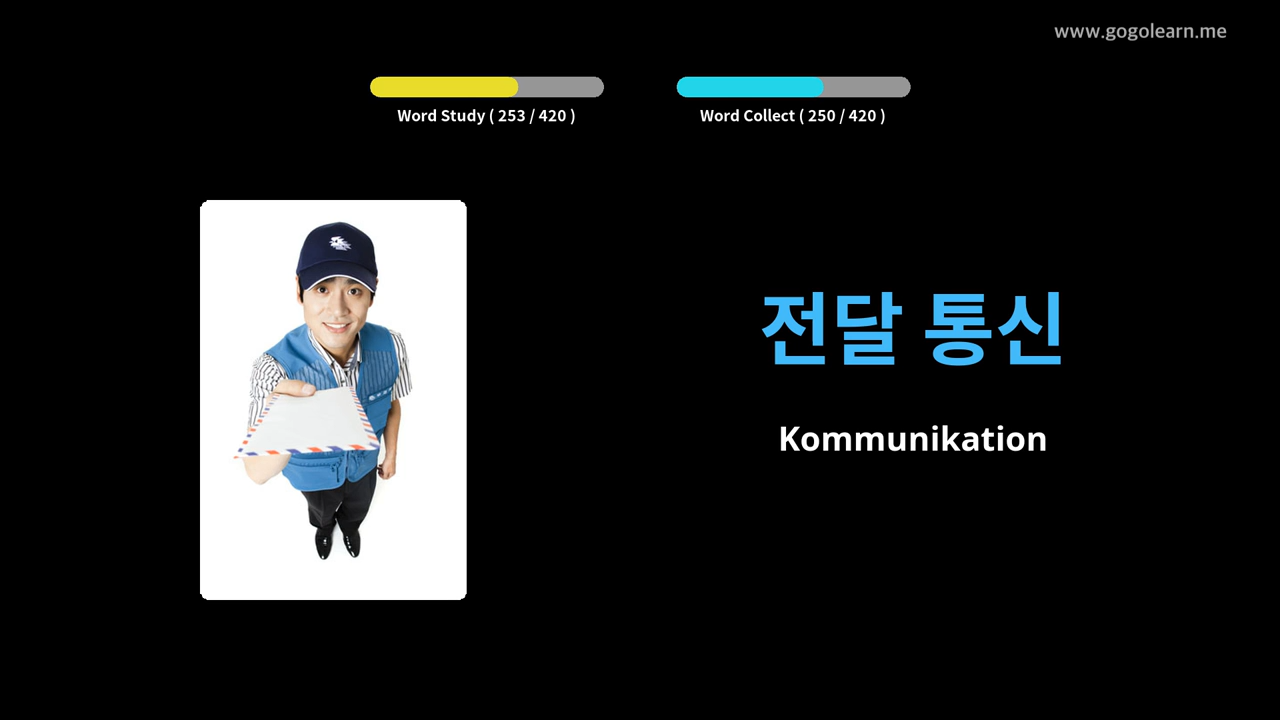 www.gogolearn.me
Word Study ( 253 / 420 )
Word Collect ( 250 / 420 )
전달 통신
Kommunikation